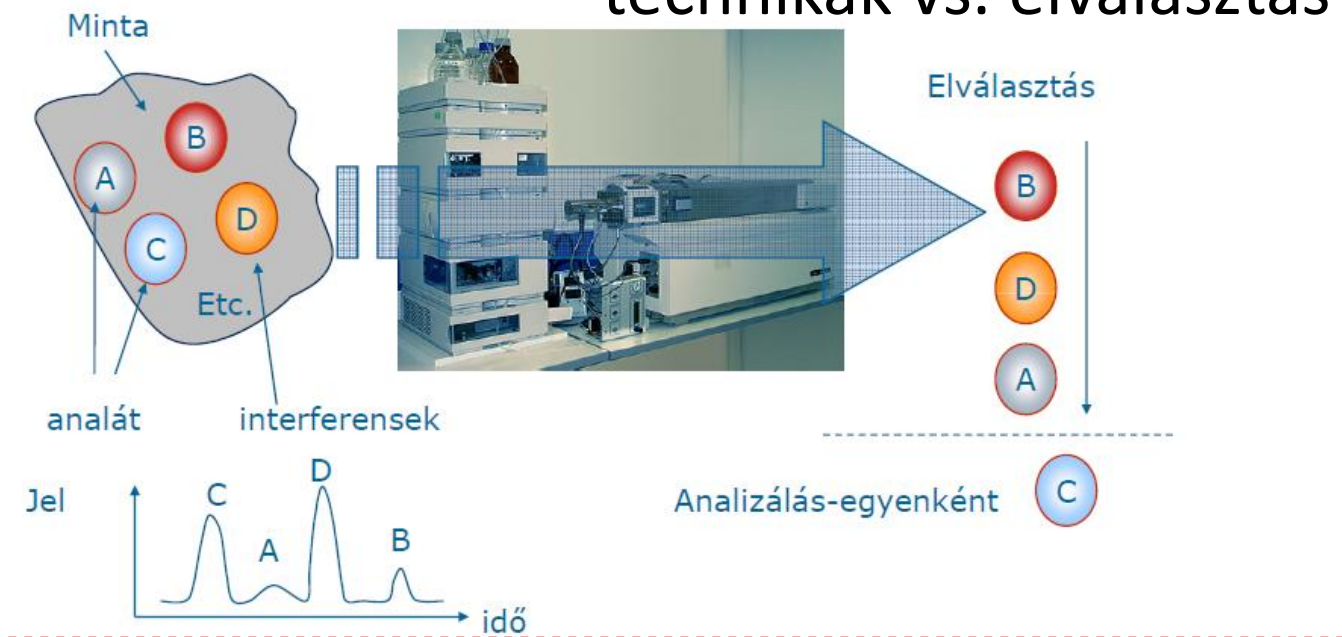 technikák vs. elválasztás
Minta
Elválasztás
B
A
D
C
Etc.
B
D
A
analát
interferensek
Analizálás-egyenként
C
Jel
C
A
D
B
idő